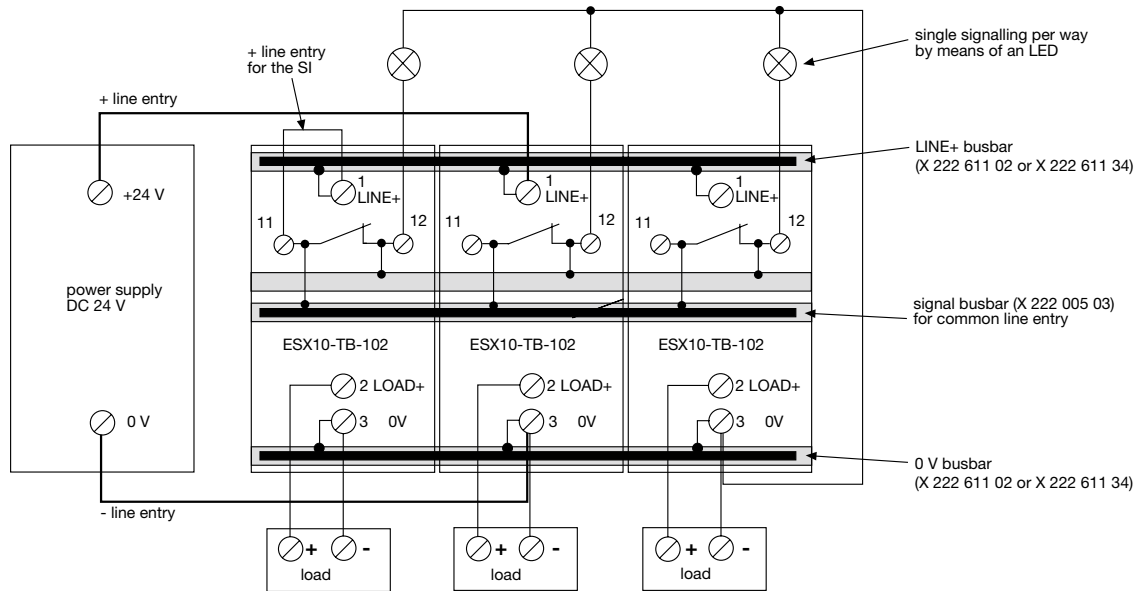 single signalling per way
by means of an LED
+ line entry
for the SI
+ line entry
LINE+ busbar
(X 222 611 02 or X 222 611 34)
+24 V
1
LINE+
1
LINE+
1
LINE+
11
12
11
12
11
12
power supply
DC 24 V
signal busbar (X 222 005 03)
for common line entry
ESX10-TB-102
ESX10-TB-102
ESX10-TB-102
2 LOAD+
2 LOAD+
2 LOAD+
0 V
3 0V
3 0V
3 0V
0 V busbar
(X 222 611 02 or X 222 611 34)
- line entry
+ -
+ -
+ -
load
load
load